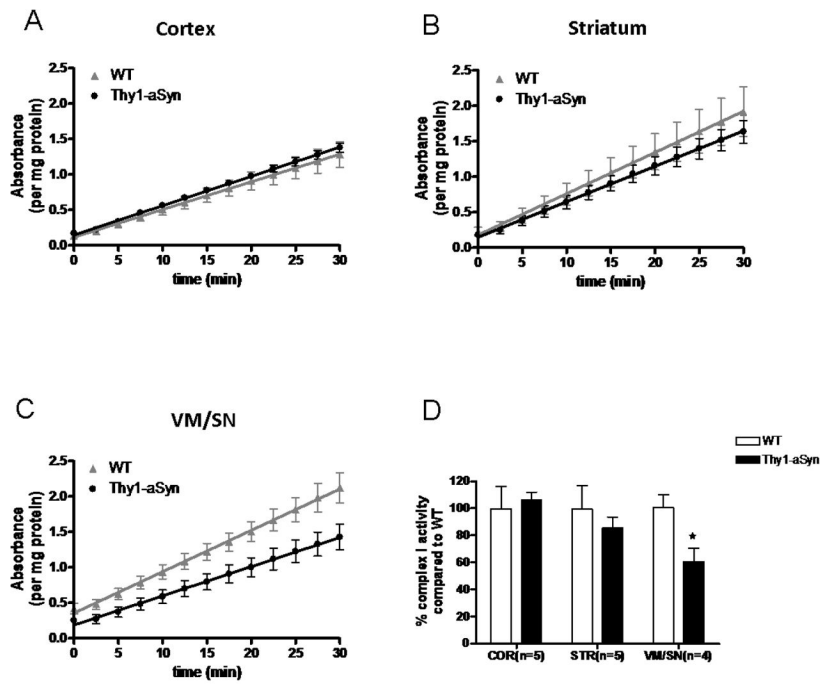 A
Cortex
WT
Thy1-aSyn
Absorbance
(per mg protein)
2.5
2.0
1.5
1.0
0.5
0.0
0 5 10 15 20 25 30
time (min)
B
Striatum
WT
Thy1-aSyn
Absorbance
(per mg protein)
2.5
2.0
1.5
1.0
0.5
0.0
0 5 10 15 20 25 30
time (min)
C
VM/SN
WT
Thy1-aSyn
Absorbance
(per mg protein)
2.5
2.0
1.5
1.0
0.5
0.0
0 5 10 15 20 25 30
time (min)
D
WT
Thy1-aSyn
% complex I activity
compared to WT
120
100
80
60
40
20
0
★
COR(n=5) STR(n=5) VM/SN(n=4)